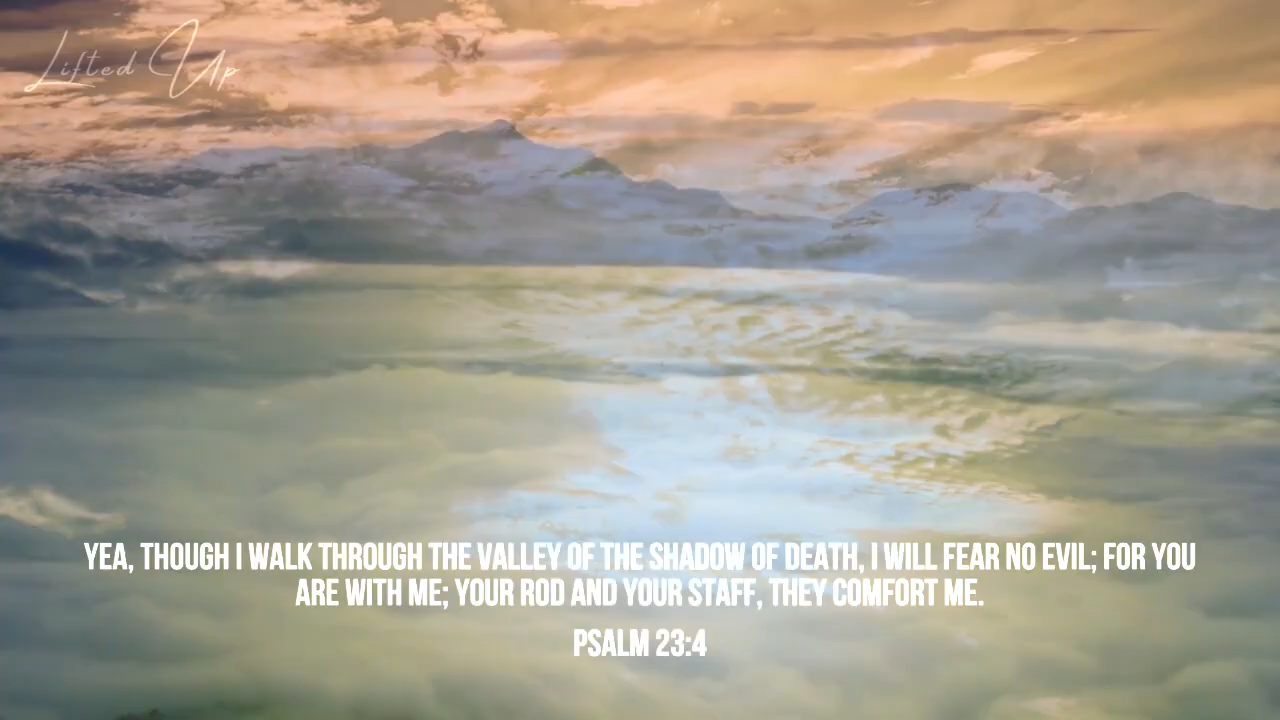 Lifted Up
YEA, THOUGH I WALK THROUGH THE VALLEY OF THE SHADOW OF DEATH, I WILL FEAR NO EVIL; FOR YOU
ARE WITH ME; YOUR ROD AND YOUR STAFF, THEY COMFORT ME.
PSALM 23:4